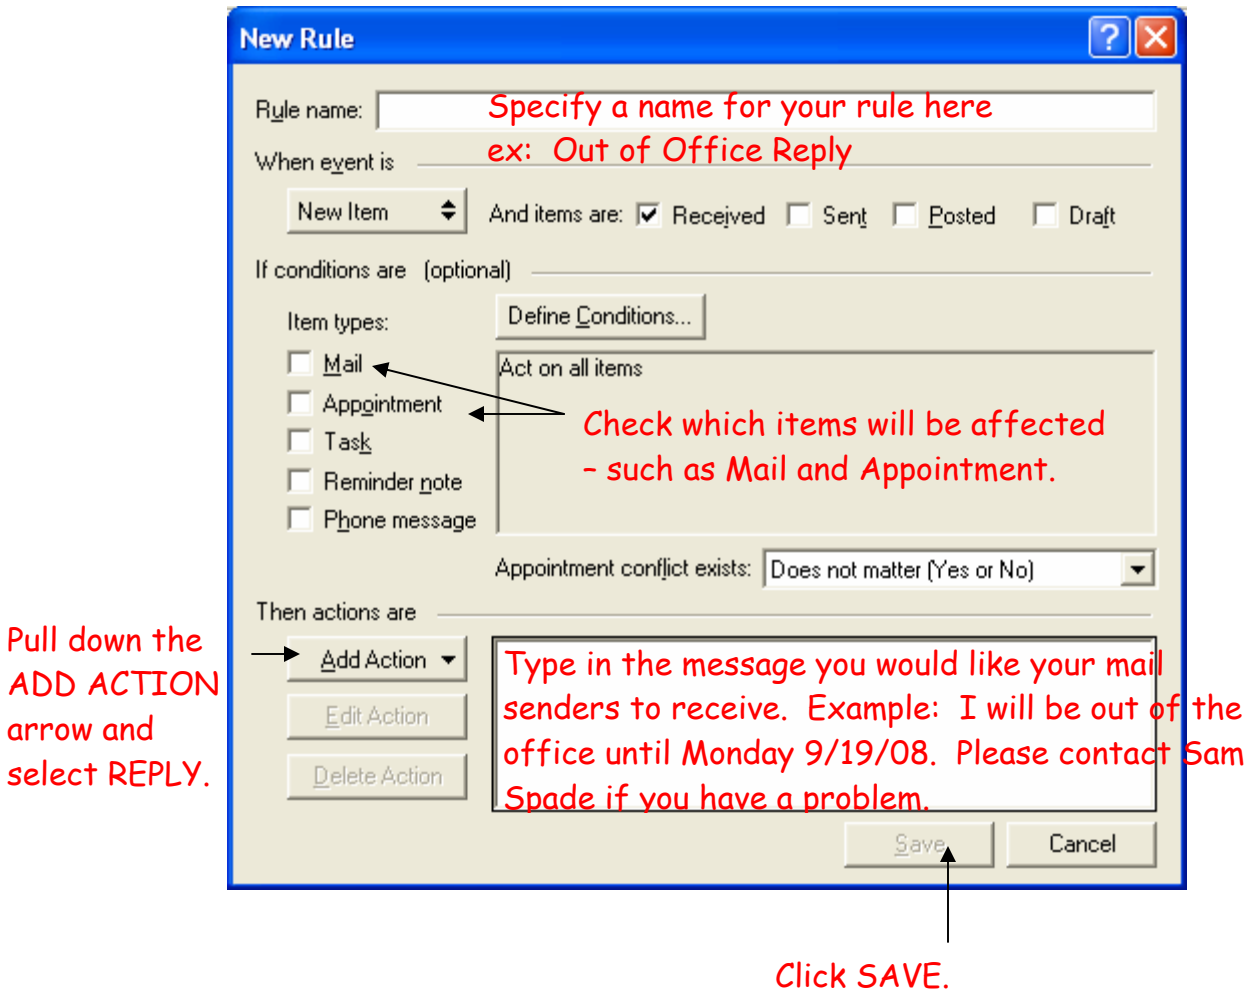 New Rule
Rule name: Specify a name for your rule here
When event is ex: Out of Office Reply
New Item And items are: Received Sent Posted Draft
If conditions are (optional)
Item types: Define Conditions...
Mail
Appointment
Task
Reminder note
Phone message
Act on all items
Check which items will be affected
– such as Mail and Appointment.
Appointment conflict exists: Does not matter (Yes or No)
Then actions are
Pull down the
ADD ACTION
arrow and
select REPLY.
Add Action
Edit Action
Delete Action
Type in the message you would like your mail
senders to receive. Example: I will be out of the
office until Monday 9/19/08. Please contact Sam
Spade if you have a problem.
Save Cancel
Click SAVE.